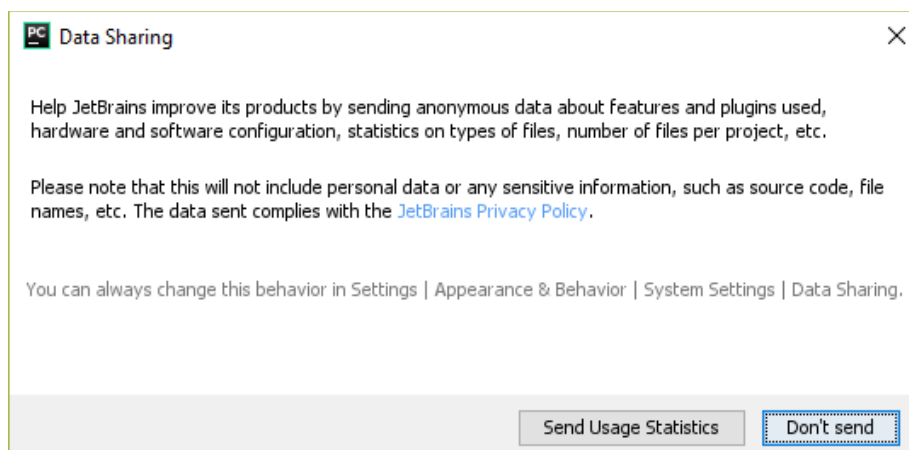 PC Data Sharing
Help JetBrains improve its products by sending anonymous data about features and plugins used,
hardware and software configuration, statistics on types of files, number of files per project, etc.
Please note that this will not include personal data or any sensitive information, such as source code, file
names, etc. The data sent complies with the JetBrains Privacy Policy.
You can always change this behavior in Settings | Appearance & Behavior | System Settings | Data Sharing.
Send Usage Statistics Don't send